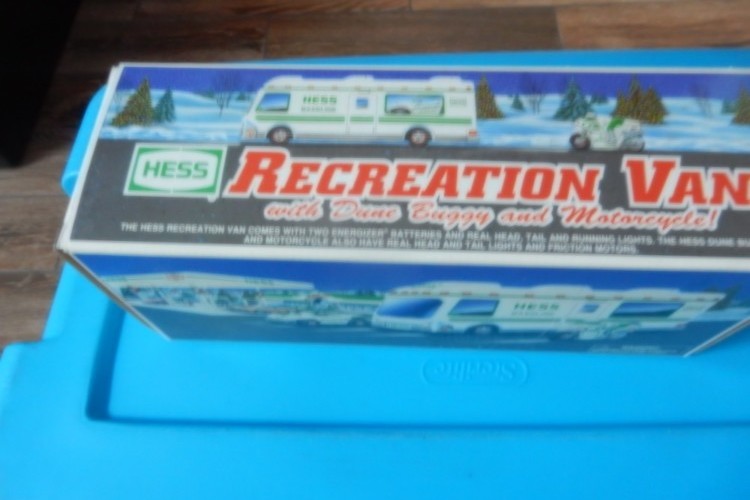 HESS
GASOLINE
HESS
RECREATION VAN
with Dune Buggy and Motorcycle!
THE HESS RECREATION VAN COMES WITH TWO ENERGIZER® BATTERIES AND REAL HEAD, TAIL AND RUNNING LIGHTS. THE HESS DUNE
AND MOTORCYCLE ALSO HAVE REAL HEAD AND TAIL LIGHTS AND FRICTION MOTORS.
HESS
Sterilite